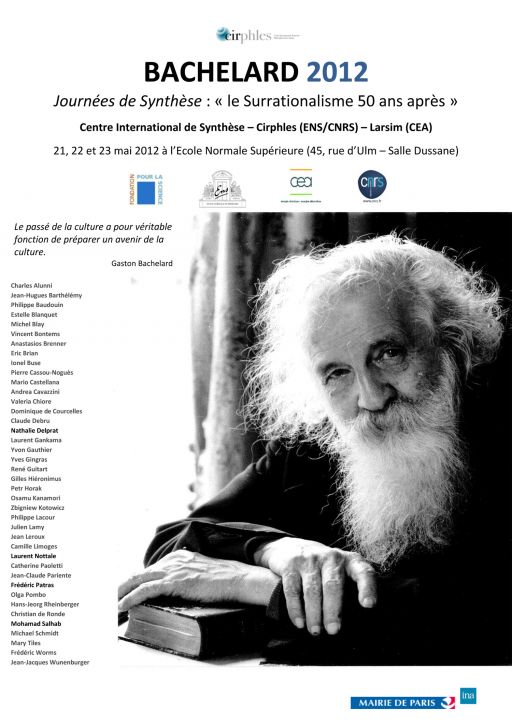 cirphles
BACHELARD 2012
Journées de Synthèse : « le Surrationalisme 50 ans après »
Centre International de Synthèse – Cirphles (ENS/CNRS) – Larsim (CEA)
21, 22 et 23 mai 2012 à l’Ecole Normale Supérieure (45, rue d’Ulm – Salle Dussane)
FONDATION POUR LA SCIENCE
Ens
cea
cnrs
www.cnrs.fr
Le passé de la culture a pour véritable
fonction de préparer un avenir de la
culture.
Gaston Bachelard
Charles Alunni
Jean-Hugues Barthélémy
Philippe Baudouin
Estelle Blanquet
Michel Blay
Vincent Bontems
Anastasios Brenner
Eric Brian
Ionel Buse
Pierre Cassou-Noguès
Mario Castellana
Andrea Cavazzini
Valeria Chiore
Dominique de Courcelles
Claude Debru
Nathalie Delprat
Laurent Gankama
Yvon Gauthier
Yves Gingras
René Guitart
Gilles Hiéronimus
Petr Horak
Osamu Kanamori
Zbigniew Kotowicz
Philippe Lacour
Julien Lamy
Jean Leroux
Camille Limoges
Laurent Nottale
Catherine Paoletti
Jean-Claude Pariente
Frédéric Patras
Olga Pombo
Hans-Jeorg Rheinberger
Christian de Ronde
Mohamad Salhab
Michael Schmidt
Mary Tiles
Frédéric Worms
Jean-Jacques Wunenburger
MAIRIE DE PARIS
ina